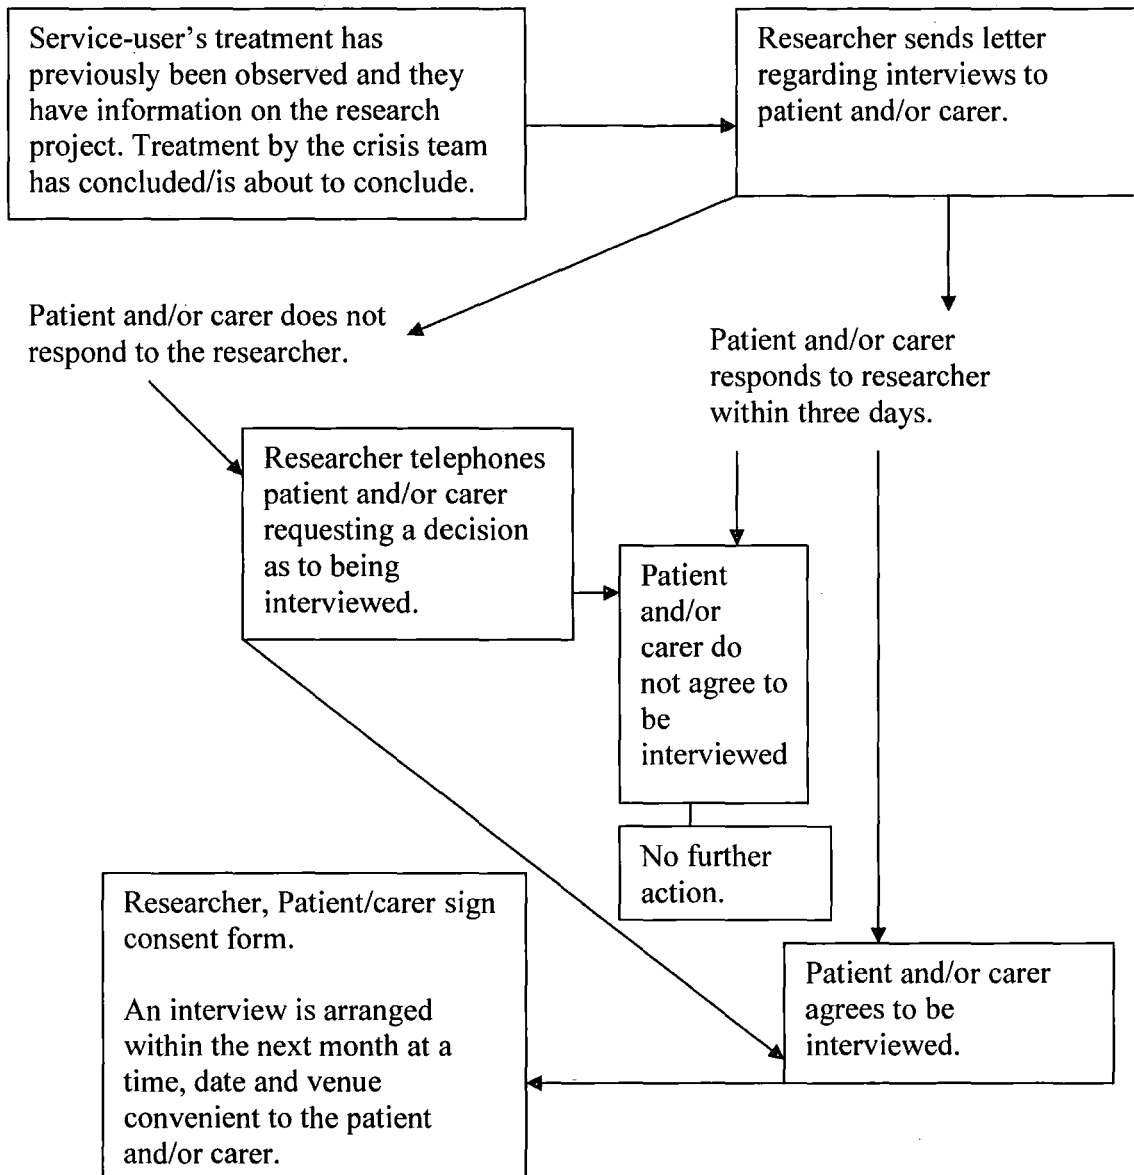 Service-user's treatment has
previously been observed and they
have information on the research
project. Treatment by the crisis team
has concluded/is about to conclude.
Researcher sends letter
regarding interviews to
patient and/or carer.
Patient and/or carer does not
respond to the researcher.
Patient and/or carer
responds to researcher
within three days.
Researcher telephones
patient and/or carer
requesting a decision
as to being
interviewed.
Patient
and/or
carer do
not agree to
be
interviewed
No further
action.
Researcher, Patient/carer sign
consent form.
An interview is arranged
within the next month at a
time, date and venue
convenient to the patient
and/or carer.
Patient and/or carer
agrees to be
interviewed.